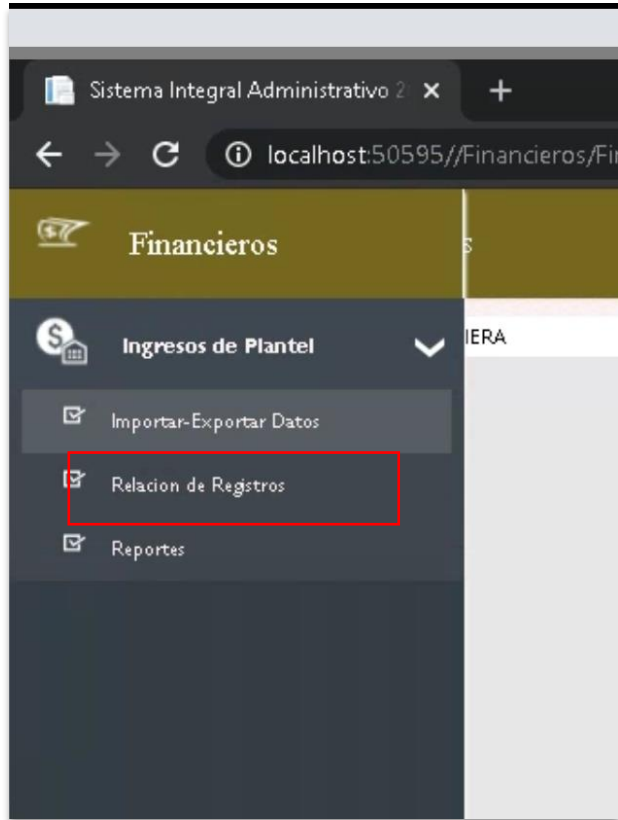 Sistema Integral Administrativo 2
localhost:50595//Financieros/Fi
Financieros
s
Ingresos de Plantel
IERA
Importar-Exportar Datos
Relacion de Registros
Reportes